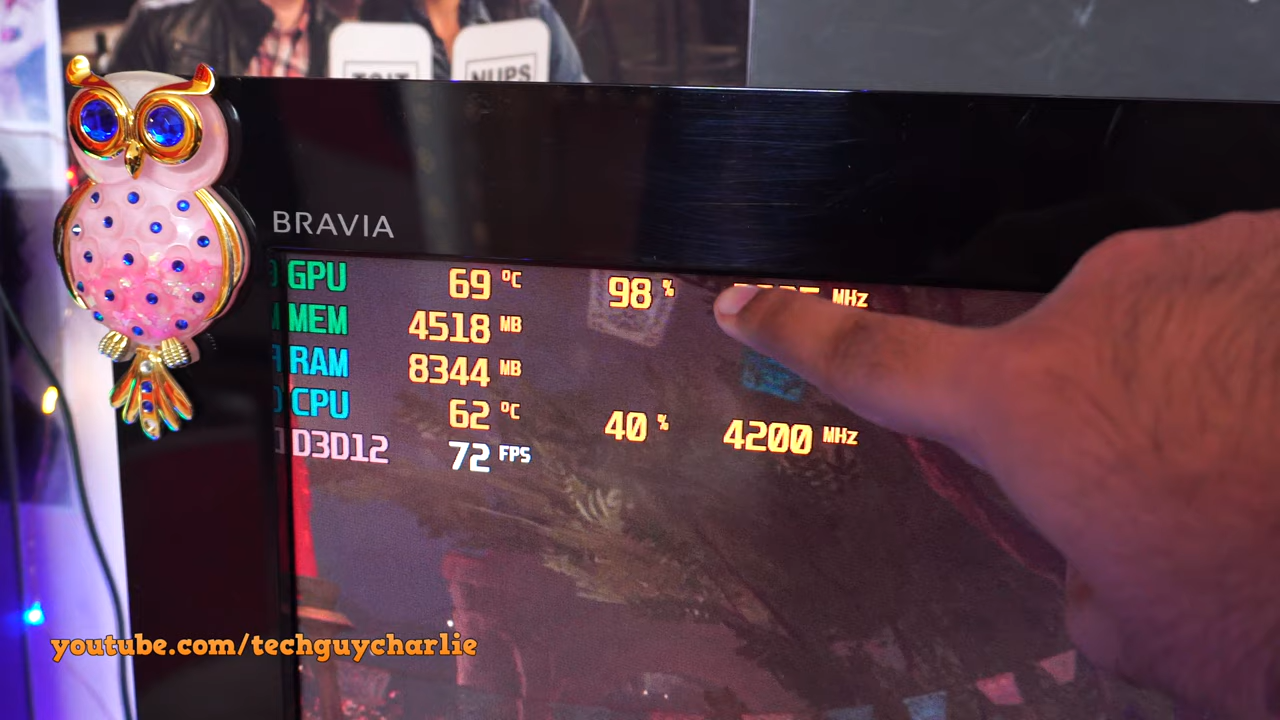 NUPS
BRAVIA
GPU 69 °C 98 % MHz
MEM 4518 MB
RAM 8344 MB
CPU 62 °C 40 % 4200 MHz
D3D12 72 FPS
youtube.com/techguycharlie